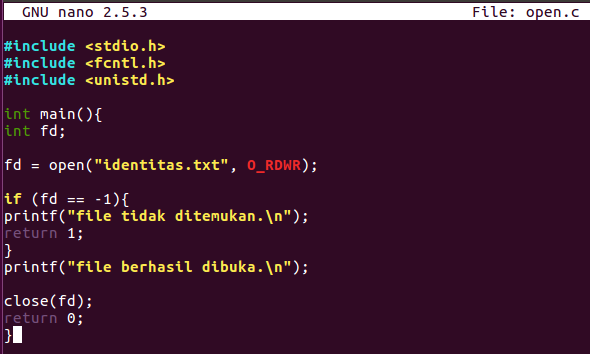 GNU nano 2.5.3 File: open.c
#include <stdio.h>
#include <fcntl.h>
#include <unistd.h>
int main(){
int fd;
fd = open("identitas.txt", O_RDWR);
if (fd == -1){
printf("file tidak ditemukan.\n");
return 1;
}
printf("file berhasil dibuka.\n");
close(fd);
return 0;
}